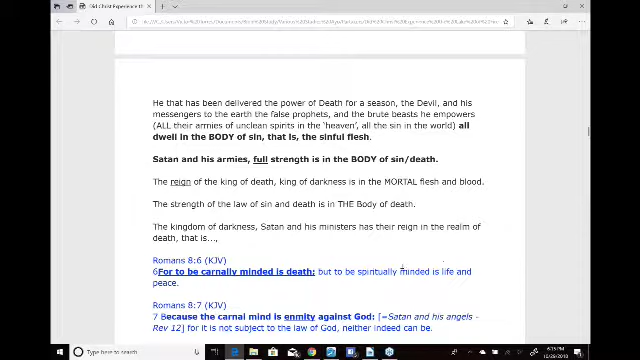 Did Christ Experience th
He that has been delivered the power of Death for a season, the Devil, and his
messengers to the earth the false prophets, and the brute beasts he empowers
(ALL their armies of unclean spirits in the 'heaven', all the sin in the world) all
dwell in the BODY of sin, that is, the sinful flesh.
Satan and his armies, full strength is in the BODY of sin/death.
The reign of the king of death, king of darkness is in the MORTAL flesh and blood.
The strength of the law of sin and death is in THE Body of death.
The kingdom of darkness, Satan and his ministers has their reign in the realm of
death, that is...,
Romans 8:6 (KJV)
6For to be carnally minded is death; but to be spiritually minded is life and
peace.
Romans 8:7 (KJV)
7 Because the carnal mind is enmity against God: [=Satan and his angels -
Rev 12] for it is not subject to the law of God, neither indeed can be.
Type here to search
6:15 PM